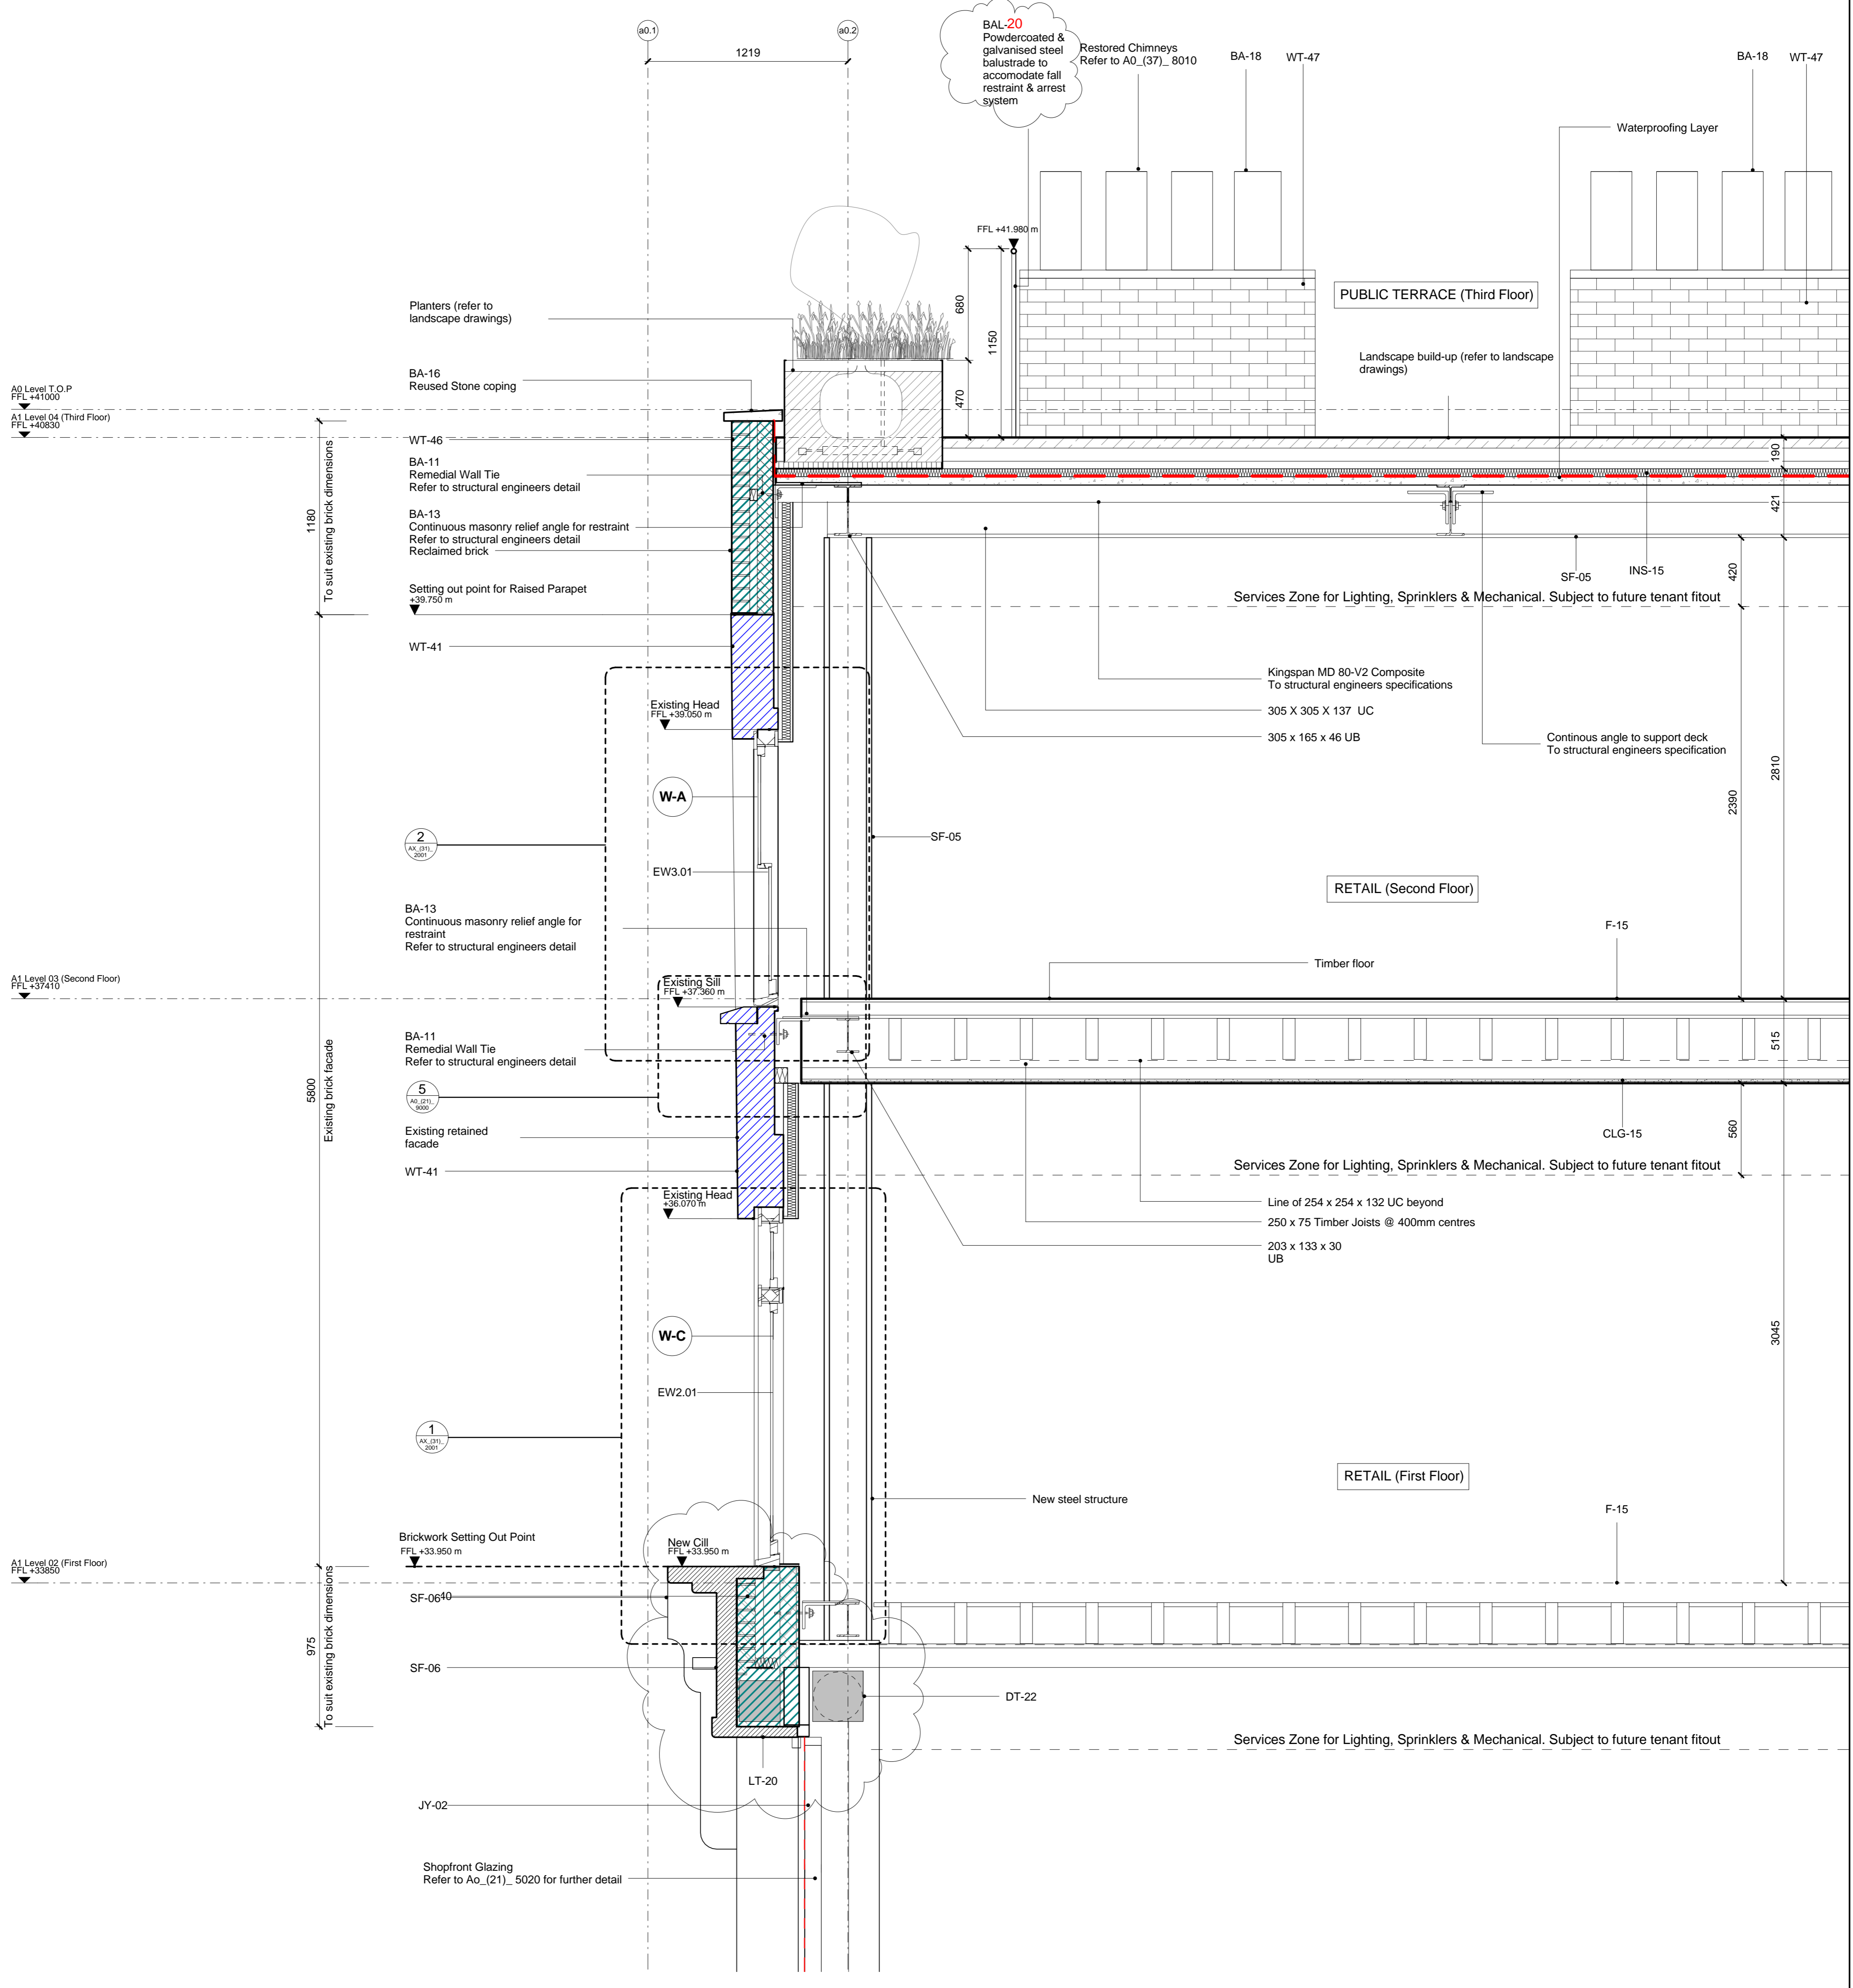 a0.1
a0.2
1219
BAL-20
Powdercoated &
galvanised steel
balustrade to
accomodate fall
restraint & arrest
system
Restored Chimneys
Refer to A0_(37)_ 8010
BA-18
WT-47
BA-18
WT-47
Waterproofing Layer
FFL +41.980 m
680
1150
470
PUBLIC TERRACE (Third Floor)
Landscape build-up (refer to landscape
drawings)
Planters (refer to
landscape drawings)
BA-16
Reused Stone coping
A0 Level T.O.P
FFL +41000
A1 Level 04 (Third Floor)
FFL +40830
WT-46
BA-11
Remedial Wall Tie
Refer to structural engineers detail
BA-13
Continuous masonry relief angle for restraint
Refer to structural engineers detail
Reclaimed brick
1180
To suit existing brick dimensions
190
421
420
SF-05
INS-15
Setting out point for Raised Parapet
+39.750 m
Services Zone for Lighting, Sprinklers & Mechanical. Subject to future tenant fitout
WT-41
Existing Head
FFL +39.050 m
Kingspan MD 80-V2 Composite
To structural engineers specifications
305 X 305 X 137 UC
305 x 165 x 46 UB
Continous angle to support deck
To structural engineers specification
2810
2390
W-A
2
AX_(31)_
2001
SF-05
EW3.01
RETAIL (Second Floor)
BA-13
Continuous masonry relief angle for
restraint
Refer to structural engineers detail
F-15
Timber floor
A1 Level 03 (Second Floor)
FFL +37410
Existing Sill
FFL +37.360 m
BA-11
Remedial Wall Tie
Refer to structural engineers detail
515
5800
Existing brick facade
5
A0_(21)_
9000
Existing retained
facade
CLG-15
560
WT-41
Services Zone for Lighting, Sprinklers & Mechanical. Subject to future tenant fitout
Existing Head
+36.070 m
Line of 254 x 254 x 132 UC beyond
250 x 75 Timber Joists @ 400mm centres
203 x 133 x 30
UB
W-C
3045
EW2.01
1
AX_(31)_
2001
RETAIL (First Floor)
New steel structure
F-15
Brickwork Setting Out Point
FFL +33.950 m
New Cill
FFL +33.950 m
A1 Level 02 (First Floor)
FFL +33850
SF-06
40
975
To suit existing brick dimensions
SF-06
DT-22
Services Zone for Lighting, Sprinklers & Mechanical. Subject to future tenant fitout
LT-20
JY-02
Shopfront Glazing
Refer to Ao_(21)_ 5020 for further detail